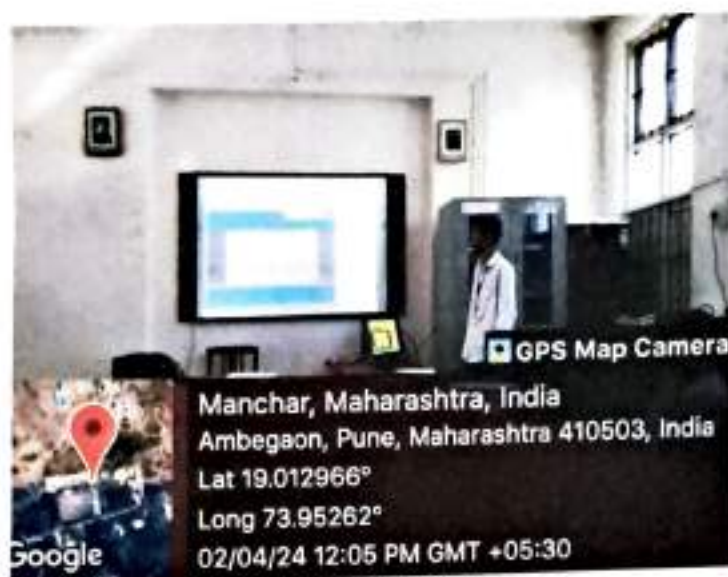 GPS Map Camera
Manchar, Maharashtra, India
Ambegaon, Pune, Maharashtra 410503, India
Lat 19.012966°
Long 73.95262°
02/04/24 12:05 PM GMT +05:30
Google